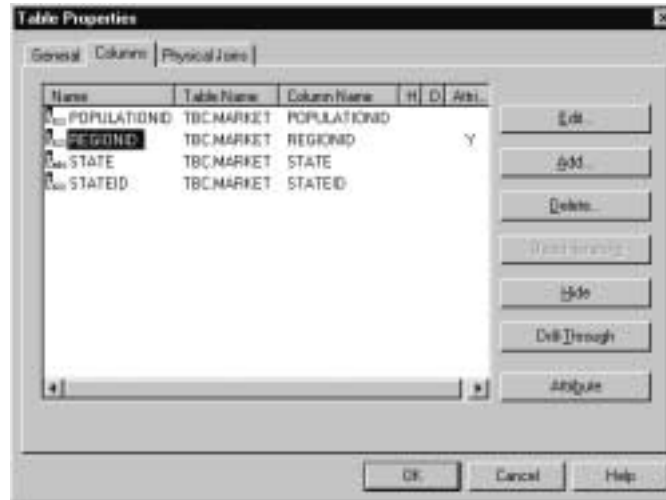 Table Properties
General Columns Physical Joins
Name Table Name Column Name H D Attri...
POPULATIONID TBC.MARKET POPULATIONID
REGIONID TBC.MARKET REGIONID Y
STATE TBC.MARKET STATE
STATEID TBC.MARKET STATEID
Edit...
Add...
Delete...
Hide
Drill Through
Attribute
OK Cancel Help